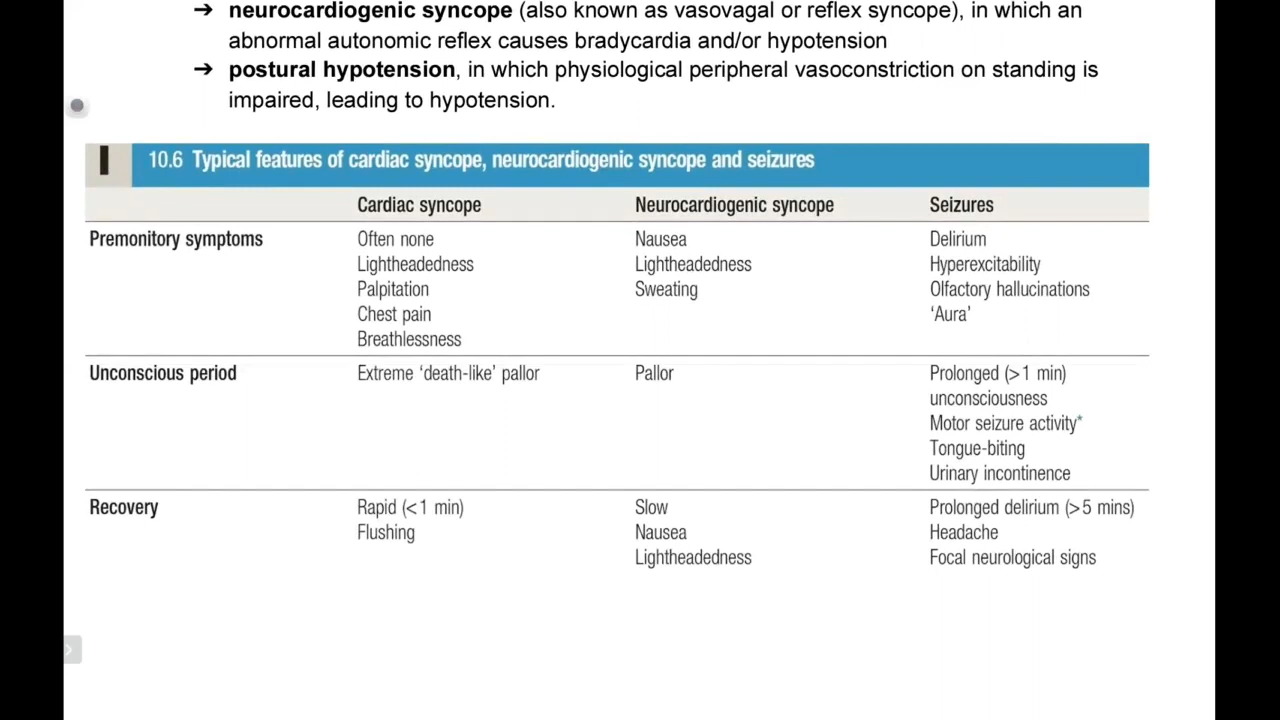 ➔ neurocardiogenic syncope (also known as vasovagal or reflex syncope), in which an
abnormal autonomic reflex causes bradycardia and/or hypotension
➔ postural hypotension, in which physiological peripheral vasoconstriction on standing is
impaired, leading to hypotension.
10.6 Typical features of cardiac syncope, neurocardiogenic syncope and seizures
Cardiac syncope Neurocardiogenic syncope Seizures
Premonitory symptoms Often none Nausea Delirium
Lightheadedness Lightheadedness Hyperexcitability
Palpitation Sweating Olfactory hallucinations
Chest pain ‘Aura’
Breathlessness
Unconscious period Extreme ‘death-like’ pallor Pallor Prolonged (>1 min)
unconsciousness
Motor seizure activity*
Tongue-biting
Urinary incontinence
Recovery Rapid (<1 min) Slow Prolonged delirium (>5 mins)
Flushing Nausea Headache
Lightheadedness Focal neurological signs